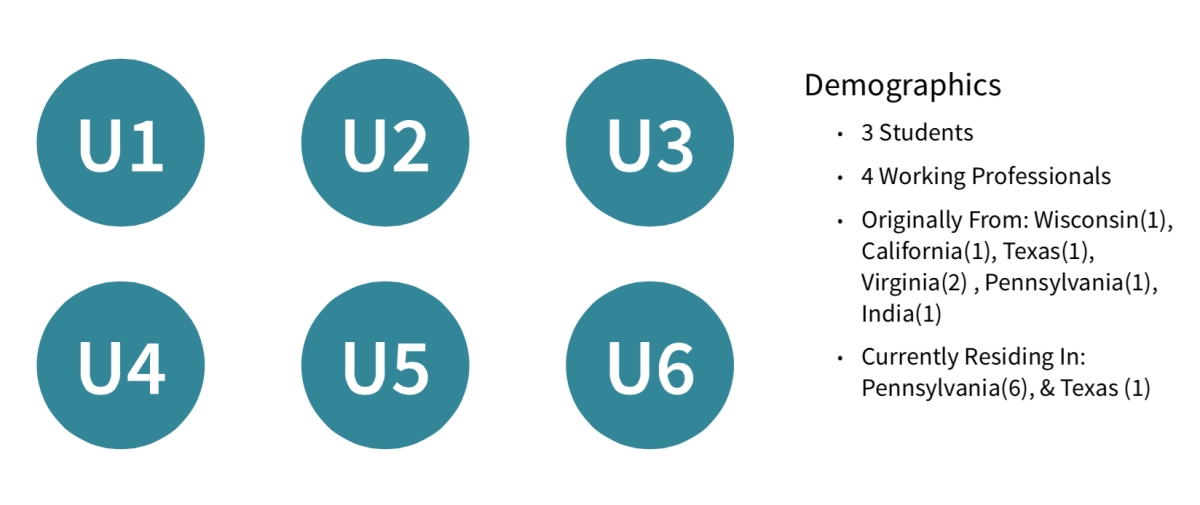 U1
U2
U3
U4
U5
U6
Demographics
• 3 Students
• 4 Working Professionals
• Originally From: Wisconsin(1),
California(1), Texas(1),
Virginia(2) , Pennsylvania(1),
India(1)
• Currently Residing In:
Pennsylvania(6), & Texas (1)